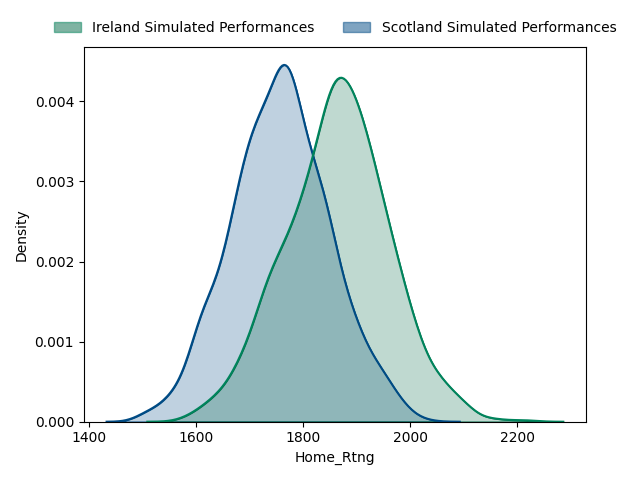 Ireland Simulated Performances Scotland Simulated Performances
0.004
0.003
0.002
0.001
0.000
Density
1400 1600 1800 2000 2200
Home_Rtng